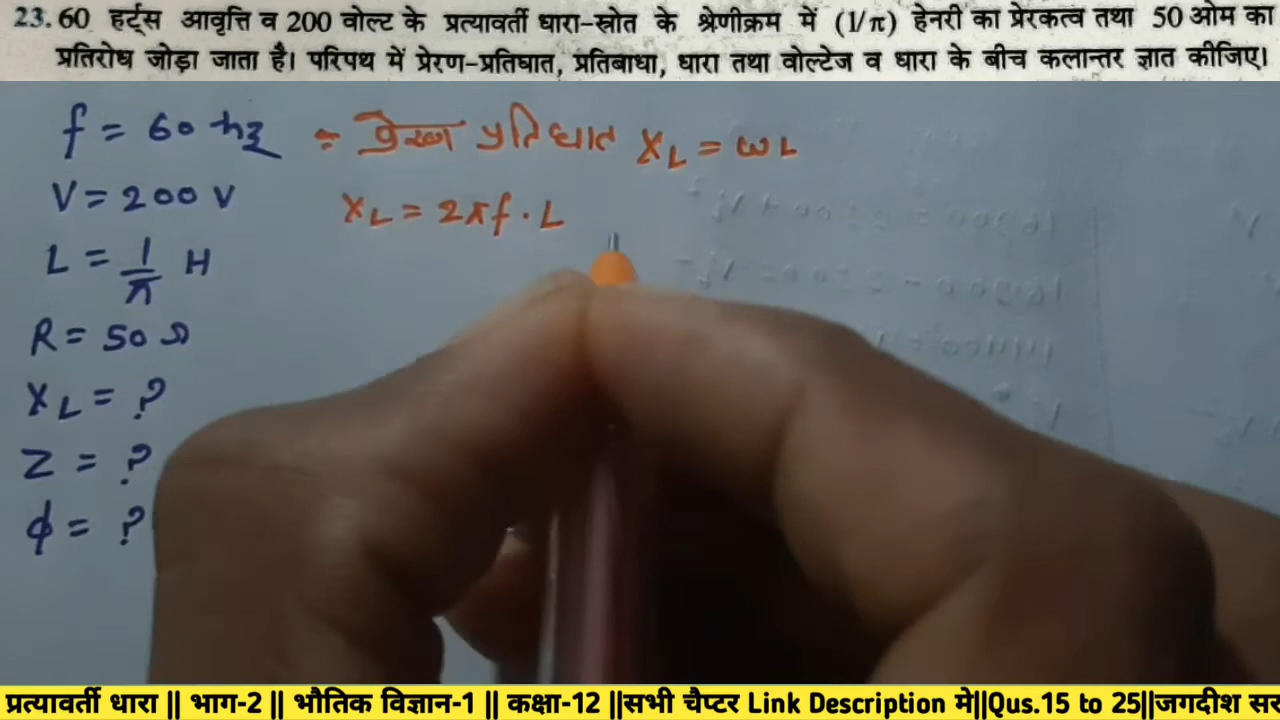 23. 60 हर्ट्स आवृत्ति व 200 वोल्ट के प्रत्यावर्ती धारा-स्रोत के श्रेणीक्रम में (1/π) हेनरी का प्रेरकत्व तथा 50 ओम का
प्रतिरोध जोड़ा जाता है। परिपथ में प्रेरण-प्रतिघात, प्रतिबाधा, धारा तथा वोल्टेज व धारा के बीच कलान्तर ज्ञात कीजिए।
f = 60 हर्ट्ज
∴ प्रेरण प्रतिघात XL = ωL
V = 200 V
XL = 2πf · L
L = 1/π H
R = 50 Ω
XL = ?
Z = ?
ϕ = ?
प्रत्यावर्ती धारा || भाग-2 || भौतिक विज्ञान-1 || कक्षा-12 ||सभी चैप्टर Link Description मे||Qus.15 to 25||जगदीश